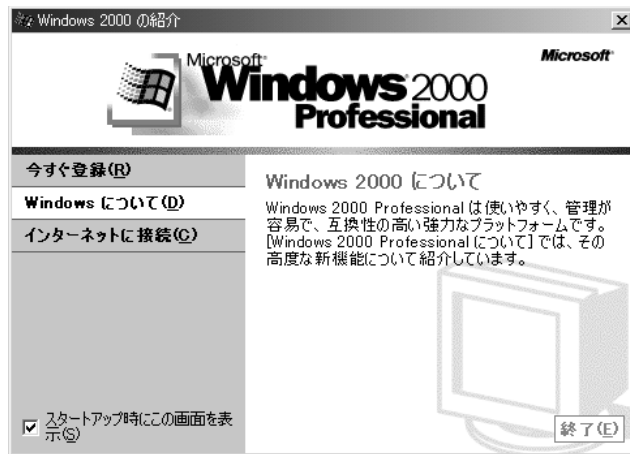 Windows 2000 の紹介
Microsoft
Microsoft
Windows 2000
Professional
今すぐ登録(R)
Windows について(D)
インターネットに接続(C)
Windows 2000 について
Windows 2000 Professional は使いやすく、管理が
容易で、互換性の高い強力なプラットフォームです。
[Windows 2000 Professional について] では、その
高度な新機能について紹介しています。
スタートアップ時にこの画面を表
示(S)
終了(E)